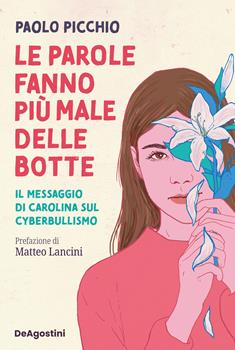 PAOLO PICCHIO
LE PAROLE
FANNO
PIÙ MALE
DELLE
BOTTE
IL MESSAGGIO
DI CAROLINA SUL
CYBERBULLISMO
Prefazione di
Matteo Lancini
DeAgostini